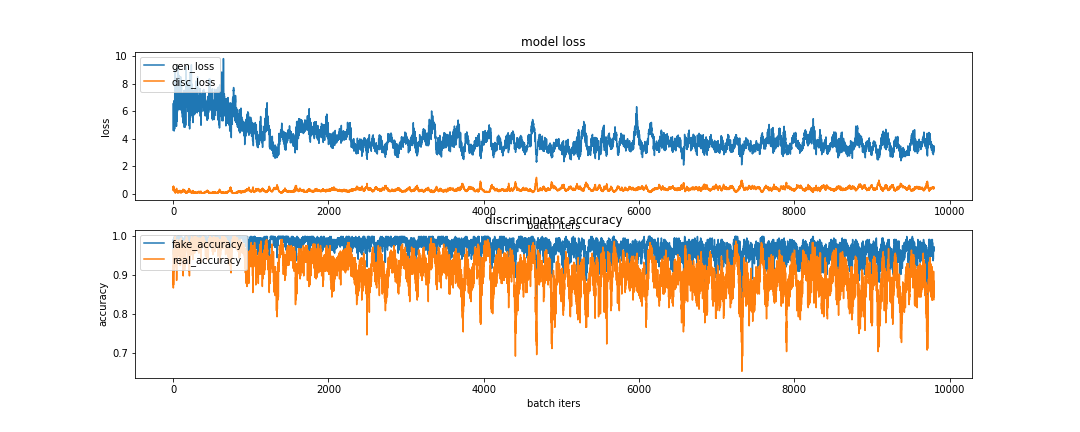 model loss
10
8
6
4
2
0
loss
gen_loss
disc_loss
0 2000 4000 6000 8000 10000
batch iters
discriminator accuracy
1.0
0.9
0.8
0.7
accuracy
fake_accuracy
real_accuracy
0 2000 4000 6000 8000 10000
batch iters